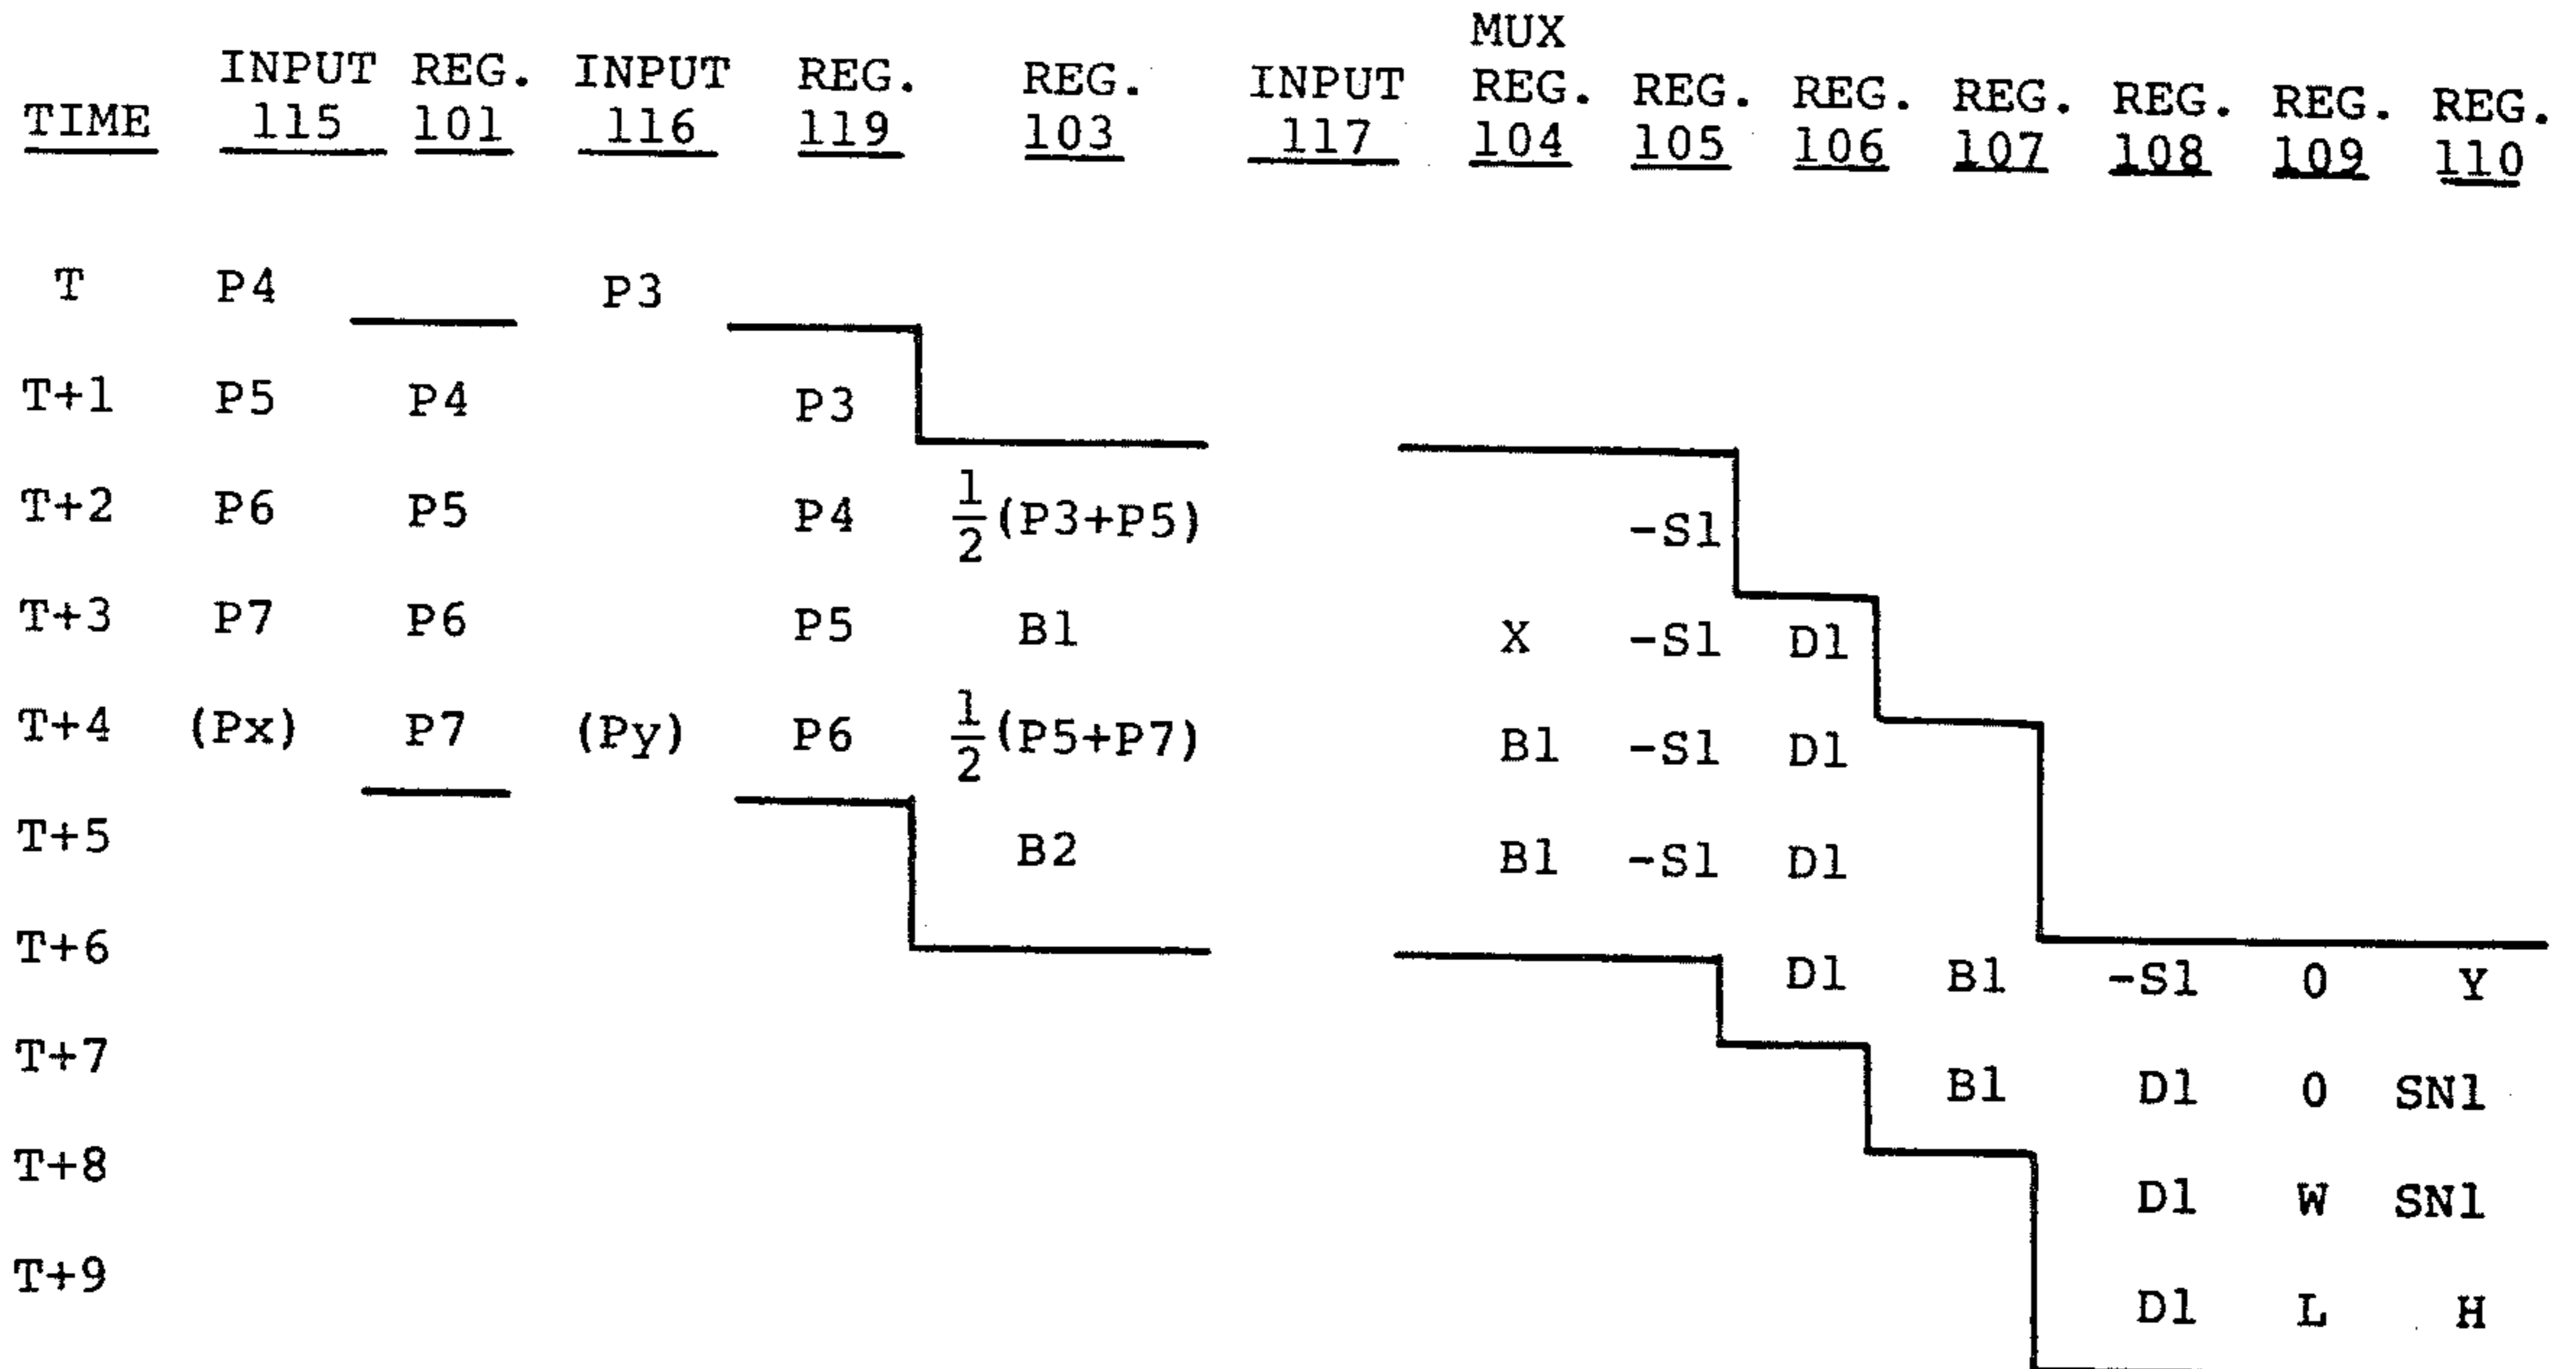 TIME INPUT 115 REG. 101 INPUT 116 REG. 119 REG. 103 INPUT 117 MUX REG. 104 REG. 105 REG. 106 REG. 107 REG. 108 REG. 109 REG. 110
T P4 P3
T+1 P5 P4 P3
T+2 P6 P5 P4 1/2(P3+P5) -S1
T+3 P7 P6 P5 B1 X -S1 D1
T+4 (Px) P7 (Py) P6 1/2(P5+P7) B1 -S1 D1
T+5 B2 B1 -S1 D1
T+6 D1 B1 -S1 0 Y
T+7 B1 D1 0 SN1
T+8 D1 W SN1
T+9 D1 L H